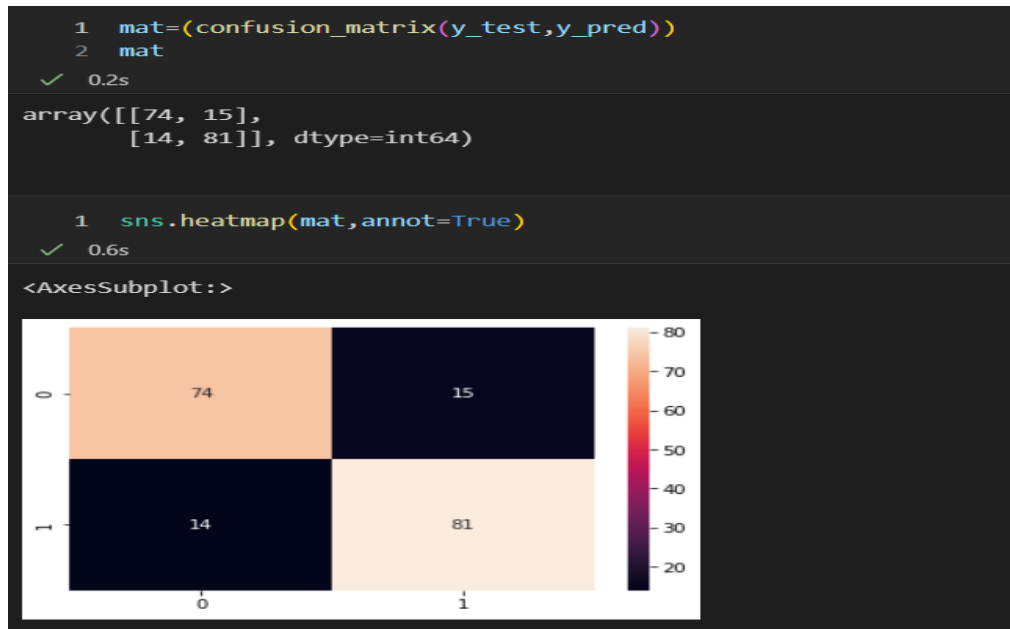 1 mat=(confusion_matrix(y_test,y_pred))
2 mat
0.2s
array([[74, 15],
[14, 81]], dtype=int64)
1 sns.heatmap(mat,annot=True)
0.6s
<AxesSubplot:>
80
0 74 15
70
60
50
40
1 14 81
30
20
0 1